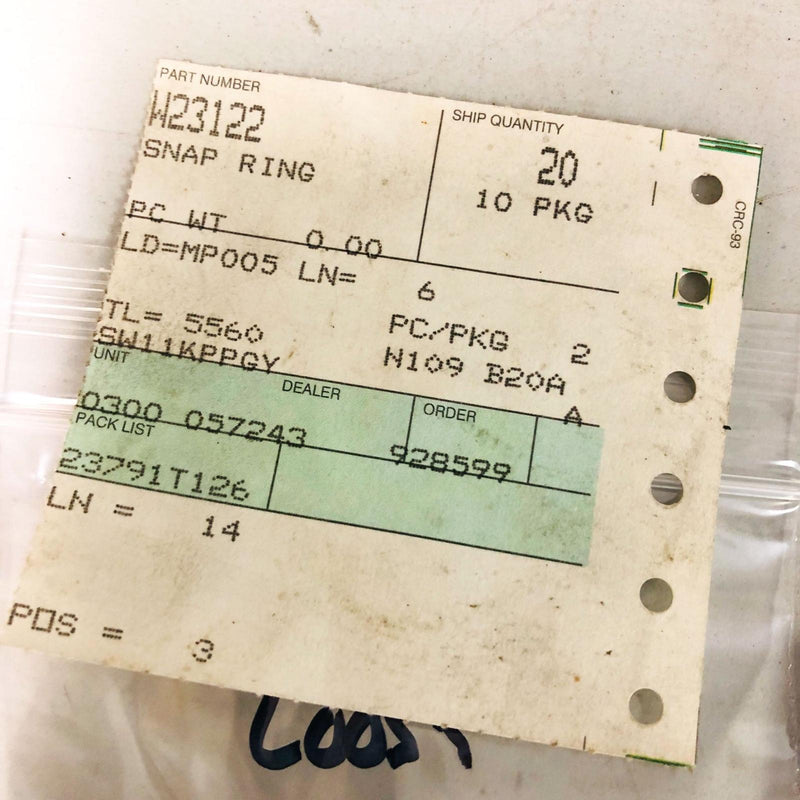 PART NUMBER
W23122
SNAP RING
SHIP QUANTITY
20
10 PKG
CRC-93
PC WT 0.00
LD=MP005 LN= 6
TL= 5560 PC/PKG 2
SW11KPPGY N109 B20A
UNIT DEALER ORDER A
0300 057243 928599
PACK LIST
23791T126
LN = 14
POS = 3